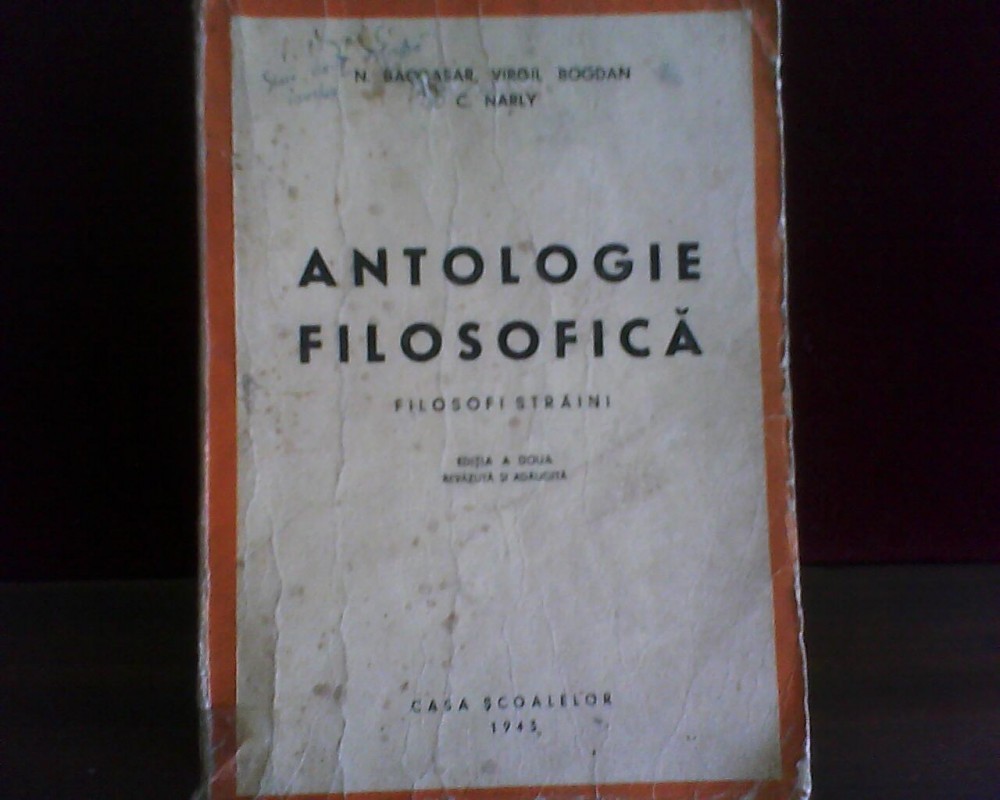 N. BAGDASAR, VIRGIL BOGDAN
C. NARLY
ANTOLOGIE
FILOSOFICĂ
FILOSOFI STRĂINI
EDIȚIA A DOUA
REVĂZUTĂ ȘI ADĂUGITĂ
CASA ȘCOALELOR
1943